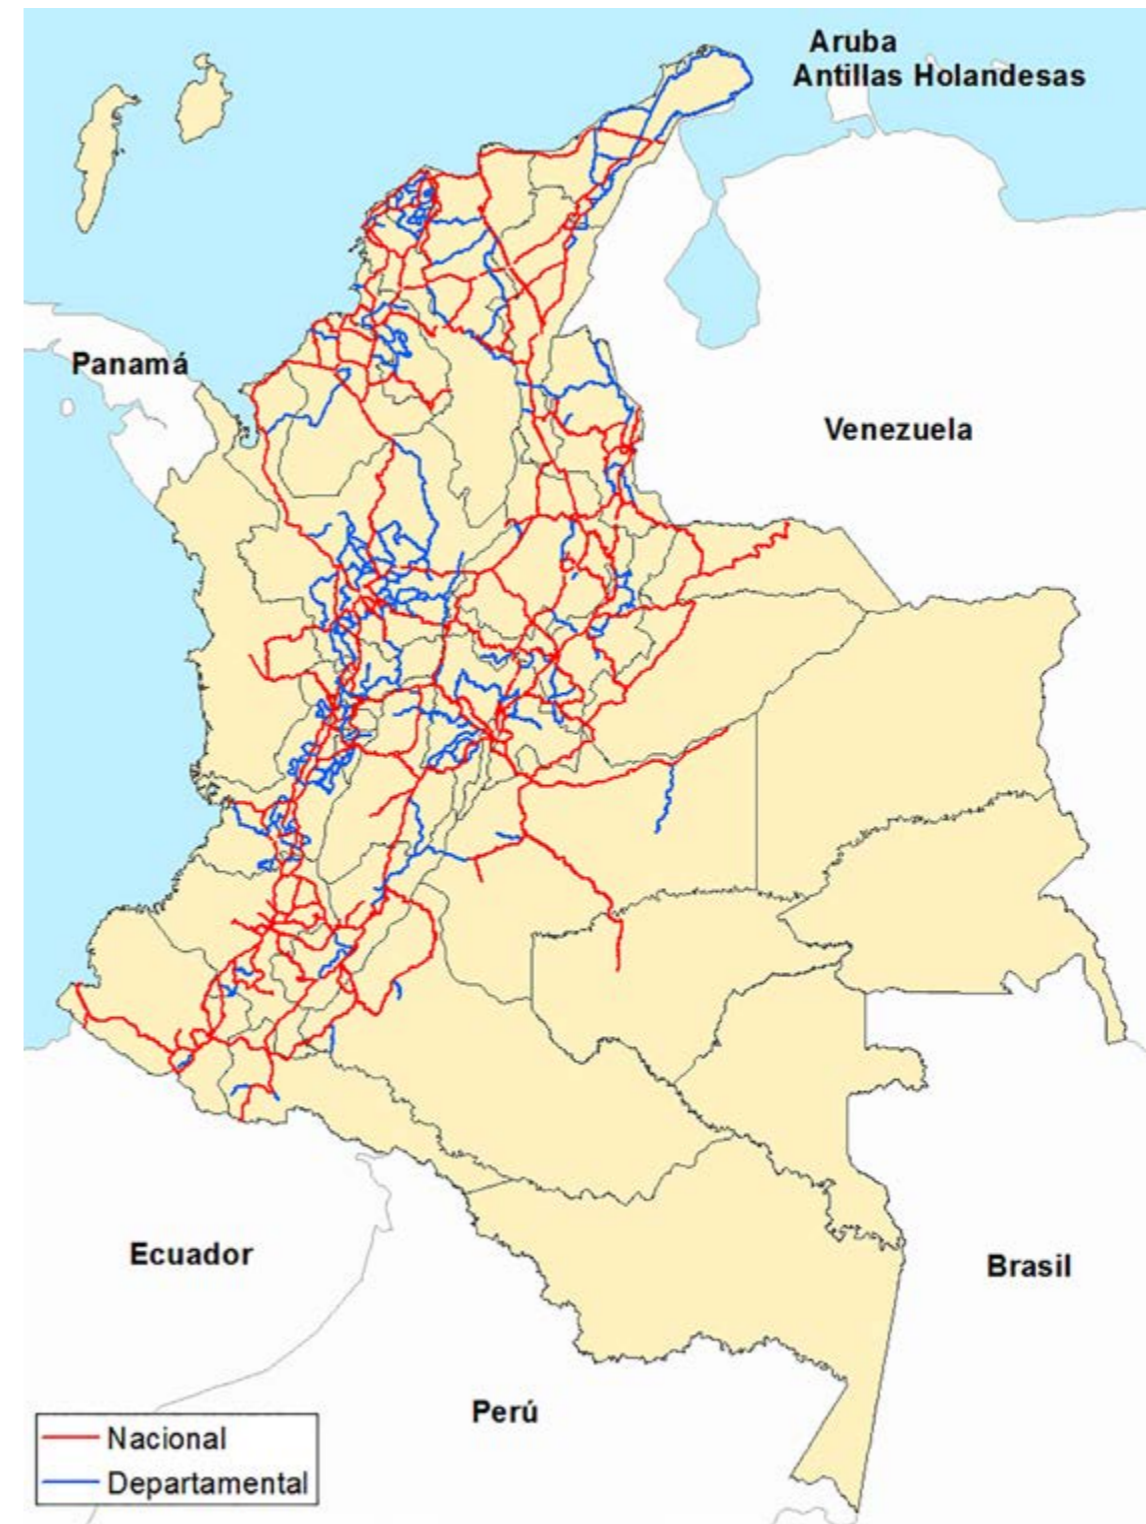 Aruba
Antillas Holandesas
Panamá
Venezuela
Ecuador
Brasil
Perú
Nacional
Departamental